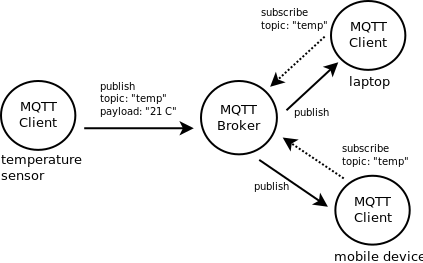 subscribe
topic: "temp"
MQTT
Client
laptop
publish
topic: "temp"
payload: "21 C"
MQTT
Client
temperature
sensor
MQTT
Broker
publish
subscribe
topic: "temp"
publish
MQTT
Client
mobile device